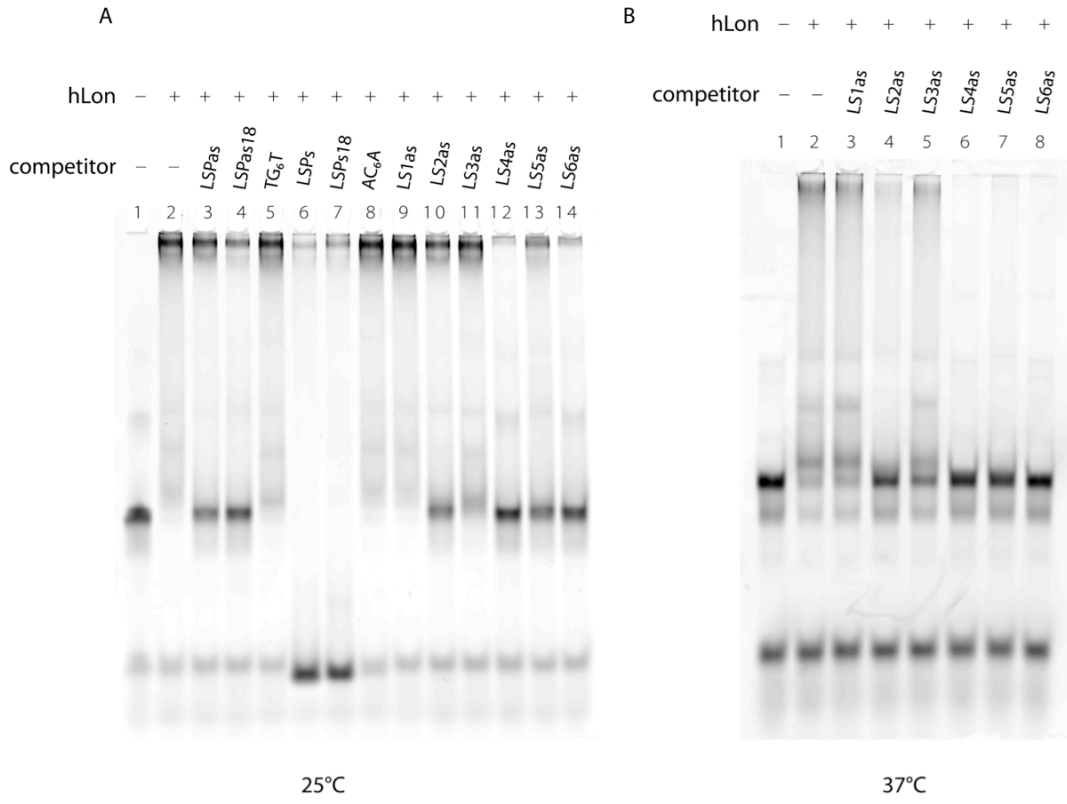 A
hLon − + + + + + + + + + + + + +
competitor − − LSPas LSPas18 TG₆T LSPs LSPs18 AC₆A LS1as LS2as LS3as LS4as LS5as LS6as
1 2 3 4 5 6 7 8 9 10 11 12 13 14
25°C
B
hLon − + + + + + + +
competitor − − LS1as LS2as LS3as LS4as LS5as LS6as
1 2 3 4 5 6 7 8
37°C